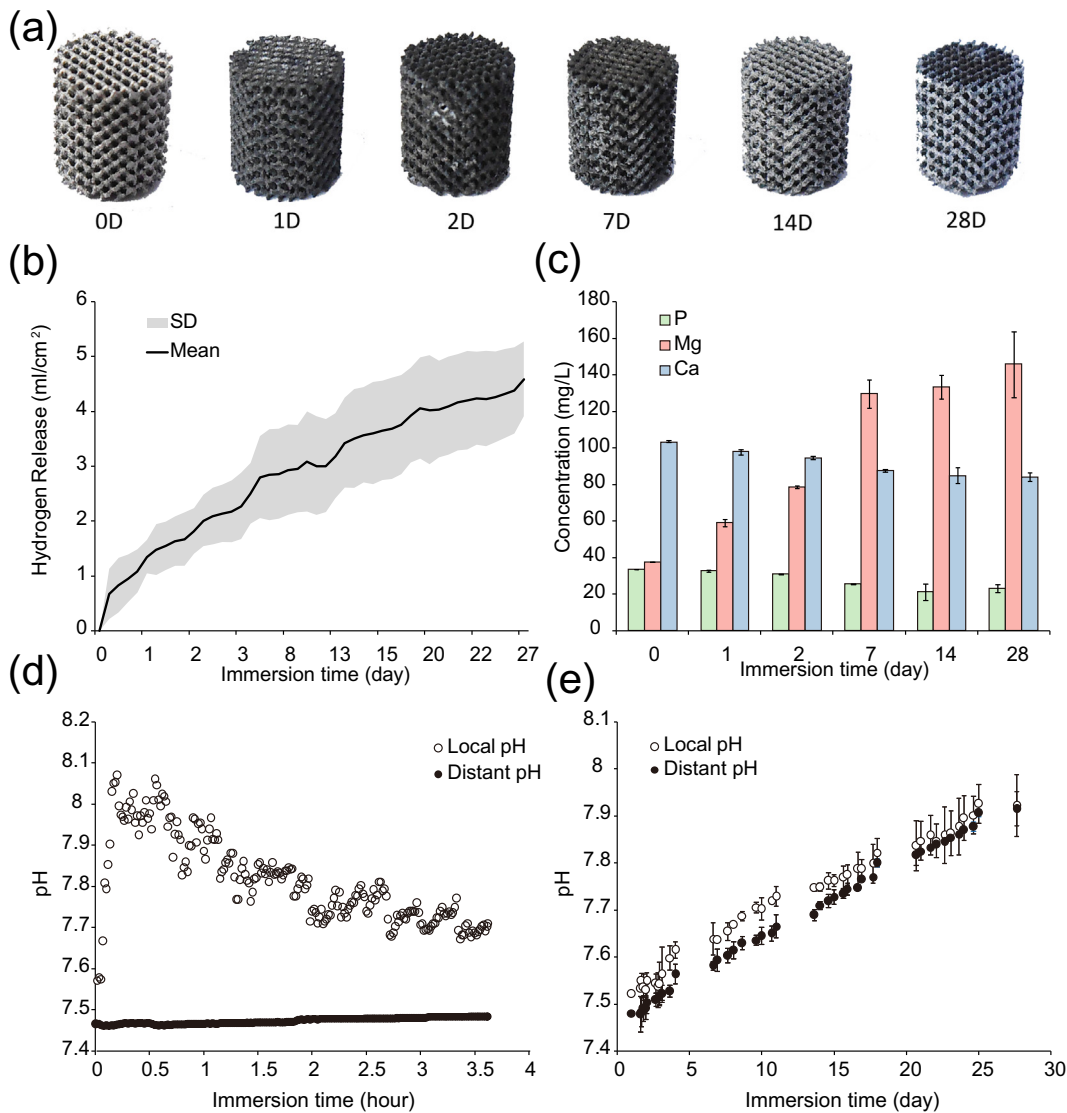 (a)
0D 1D 2D 7D 14D 28D
(b)
6
5
4
3
2
1
0
Hydrogen Release (ml/cm²)
SD
Mean
0 1 2 3 8 13 15 20 22 27
Immersion time (day)
(c)
180
160
140
120
100
80
60
40
20
0
Concentration (mg/L)
P
Mg
Ca
0 1 2 7 14 28
Immersion time (day)
(d)
8.2
8.1
8
7.9
7.8
7.7
7.6
7.5
7.4
pH
Local pH
Distant pH
0 0.5 1 1.5 2 2.5 3 3.5 4
Immersion time (hour)
(e)
8.1
8
7.9
7.8
7.7
7.6
7.5
7.4
pH
Local pH
Distant pH
0 5 10 15 20 25 30
Immersion time (day)